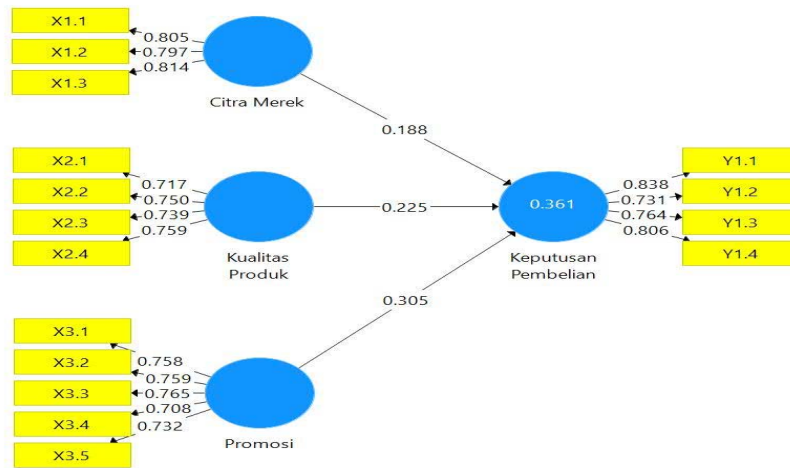 X1.1
X1.2
X1.3
0.805
0.797
0.814
Citra Merek
0.188
X2.1
X2.2
X2.3
X2.4
0.717
0.750
0.739
0.759
Kualitas
Produk
0.225
0.361
Keputusan
Pembelian
0.838
0.731
0.764
0.806
Y1.1
Y1.2
Y1.3
Y1.4
0.305
X3.1
X3.2
X3.3
X3.4
X3.5
0.758
0.759
0.765
0.708
0.732
Promosi